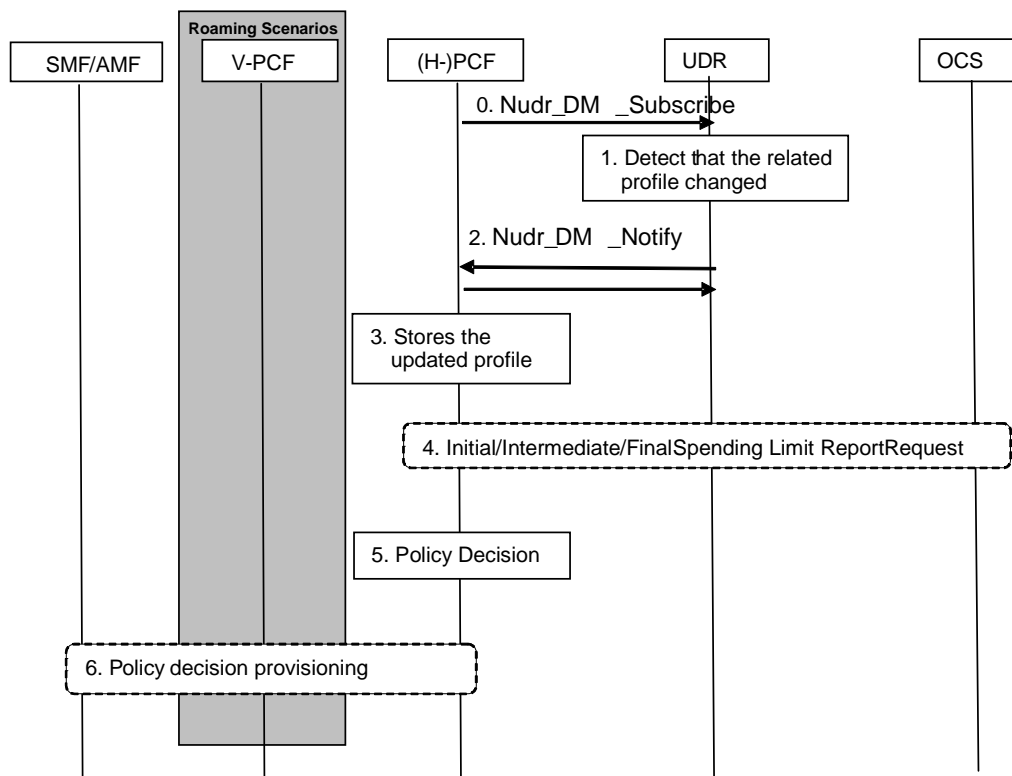 Roaming Scenarios
SMF/AMF
V-PCF
(H-)PCF
UDR
OCS
0. Nudr_DM _Subscribe
1. Detect that the related
profile changed
2. Nudr_DM _Notify
3. Stores the
updated profile
4. Initial/Intermediate/FinalSpending Limit ReportRequest
5. Policy Decision
6. Policy decision provisioning